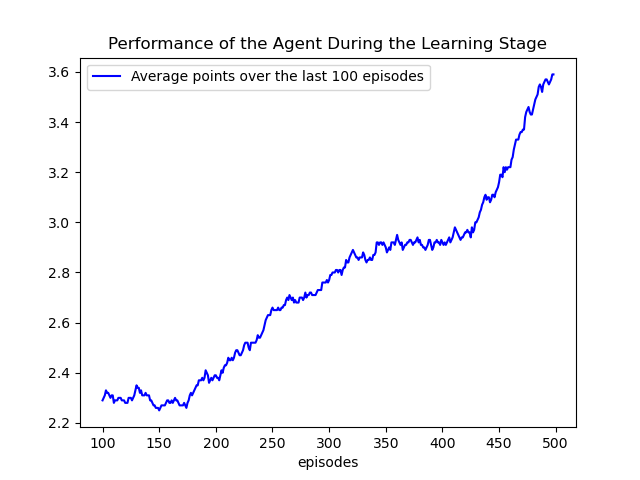 Performance of the Agent During the Learning Stage
Average points over the last 100 episodes
3.6
3.4
3.2
3.0
2.8
2.6
2.4
2.2
100 150 200 250 300 350 400 450 500
episodes